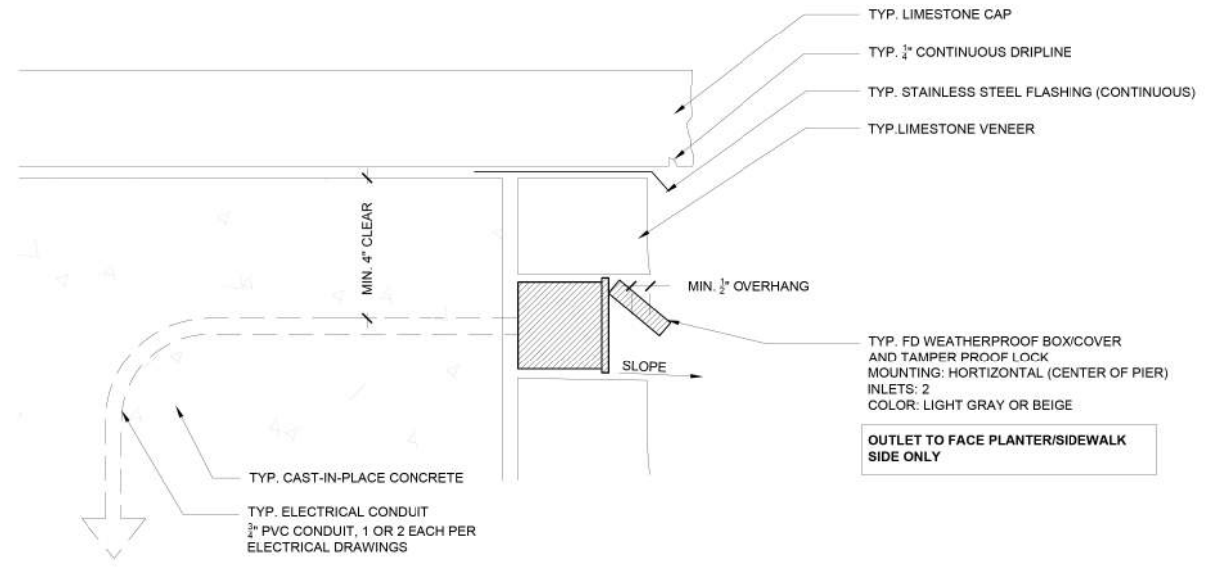 TYP. LIMESTONE CAP
TYP. 1/4" CONTINUOUS DRIPLINE
TYP. STAINLESS STEEL FLASHING (CONTINUOUS)
TYP.LIMESTONE VENEER
MIN. 4" CLEAR
MIN. 1/2" OVERHANG
SLOPE
TYP. FD WEATHERPROOF BOX/COVER
AND TAMPER PROOF LOCK
MOUNTING: HORTIZONTAL (CENTER OF PIER)
INLETS: 2
COLOR: LIGHT GRAY OR BEIGE
OUTLET TO FACE PLANTER/SIDEWALK
SIDE ONLY
TYP. CAST-IN-PLACE CONCRETE
TYP. ELECTRICAL CONDUIT
3/4" PVC CONDUIT, 1 OR 2 EACH PER
ELECTRICAL DRAWINGS